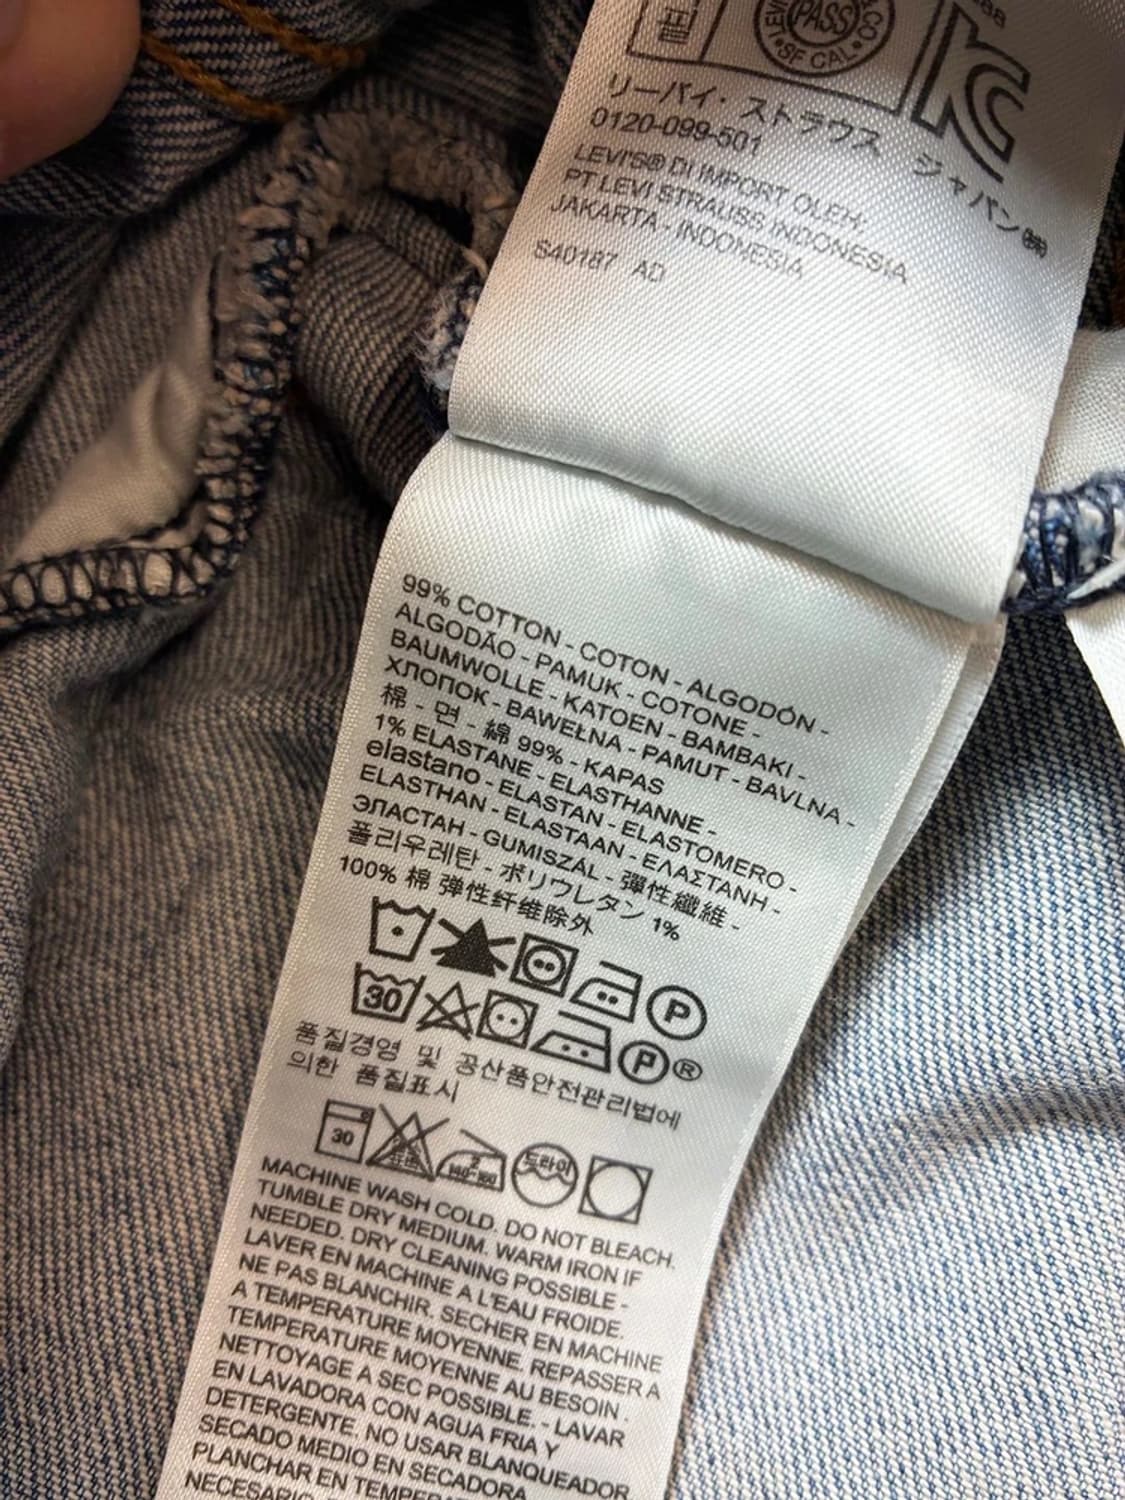 끝
PASS
SF CAL
リーバイ・ストラウス ジャパン㈱
0120-099-501
LEVI'S® DI IMPORT OLEH:
PT LEVI STRAUSS INDONESIA
JAKARTA - INDONESIA
S40187 AD
99% COTTON - COTON - ALGODÓN -
ALGODÃO - PAMUK - COTONE -
BAUMWOLLE - KATOEN - BAMBAKI -
ХЛОПОК - BAWEŁNA - PAMUT - BAVLNA -
棉 - 면 - 綿 99% - KAPAS
1% ELASTANE - ELASTHANNE -
elastano - ELASTAN - ELASTOMERO -
ELASTHAN - ELASTAAN - ΕΛΑΣΤΑΝΗ -
ЭЛАСТАН - GUMISZÁL - 彈性纖維 -
폴리우레탄 - ポリウレタン 1%
100% 棉 弹性纤维除外
P
30 P ®
품질경영 및 공산품안전관리법에
의한 품질표시
30 드라이
MACHINE WASH COLD. DO NOT BLEACH.
TUMBLE DRY MEDIUM. WARM IRON IF
NEEDED. DRY CLEANING POSSIBLE -
LAVER EN MACHINE A L'EAU FROIDE.
NE PAS BLANCHIR. SECHER EN MACHINE
A TEMPERATURE MOYENNE. REPASSER A
TEMPERATURE MOYENNE AU BESOIN .
NETTOYAGE A SEC POSSIBLE. - LAVAR
EN LAVADORA CON AGUA FRIA Y
DETERGENTE. NO USAR BLANQUEADOR
SECADO MEDIO EN SECADORA
PLANCHAR EN
NECESARIO